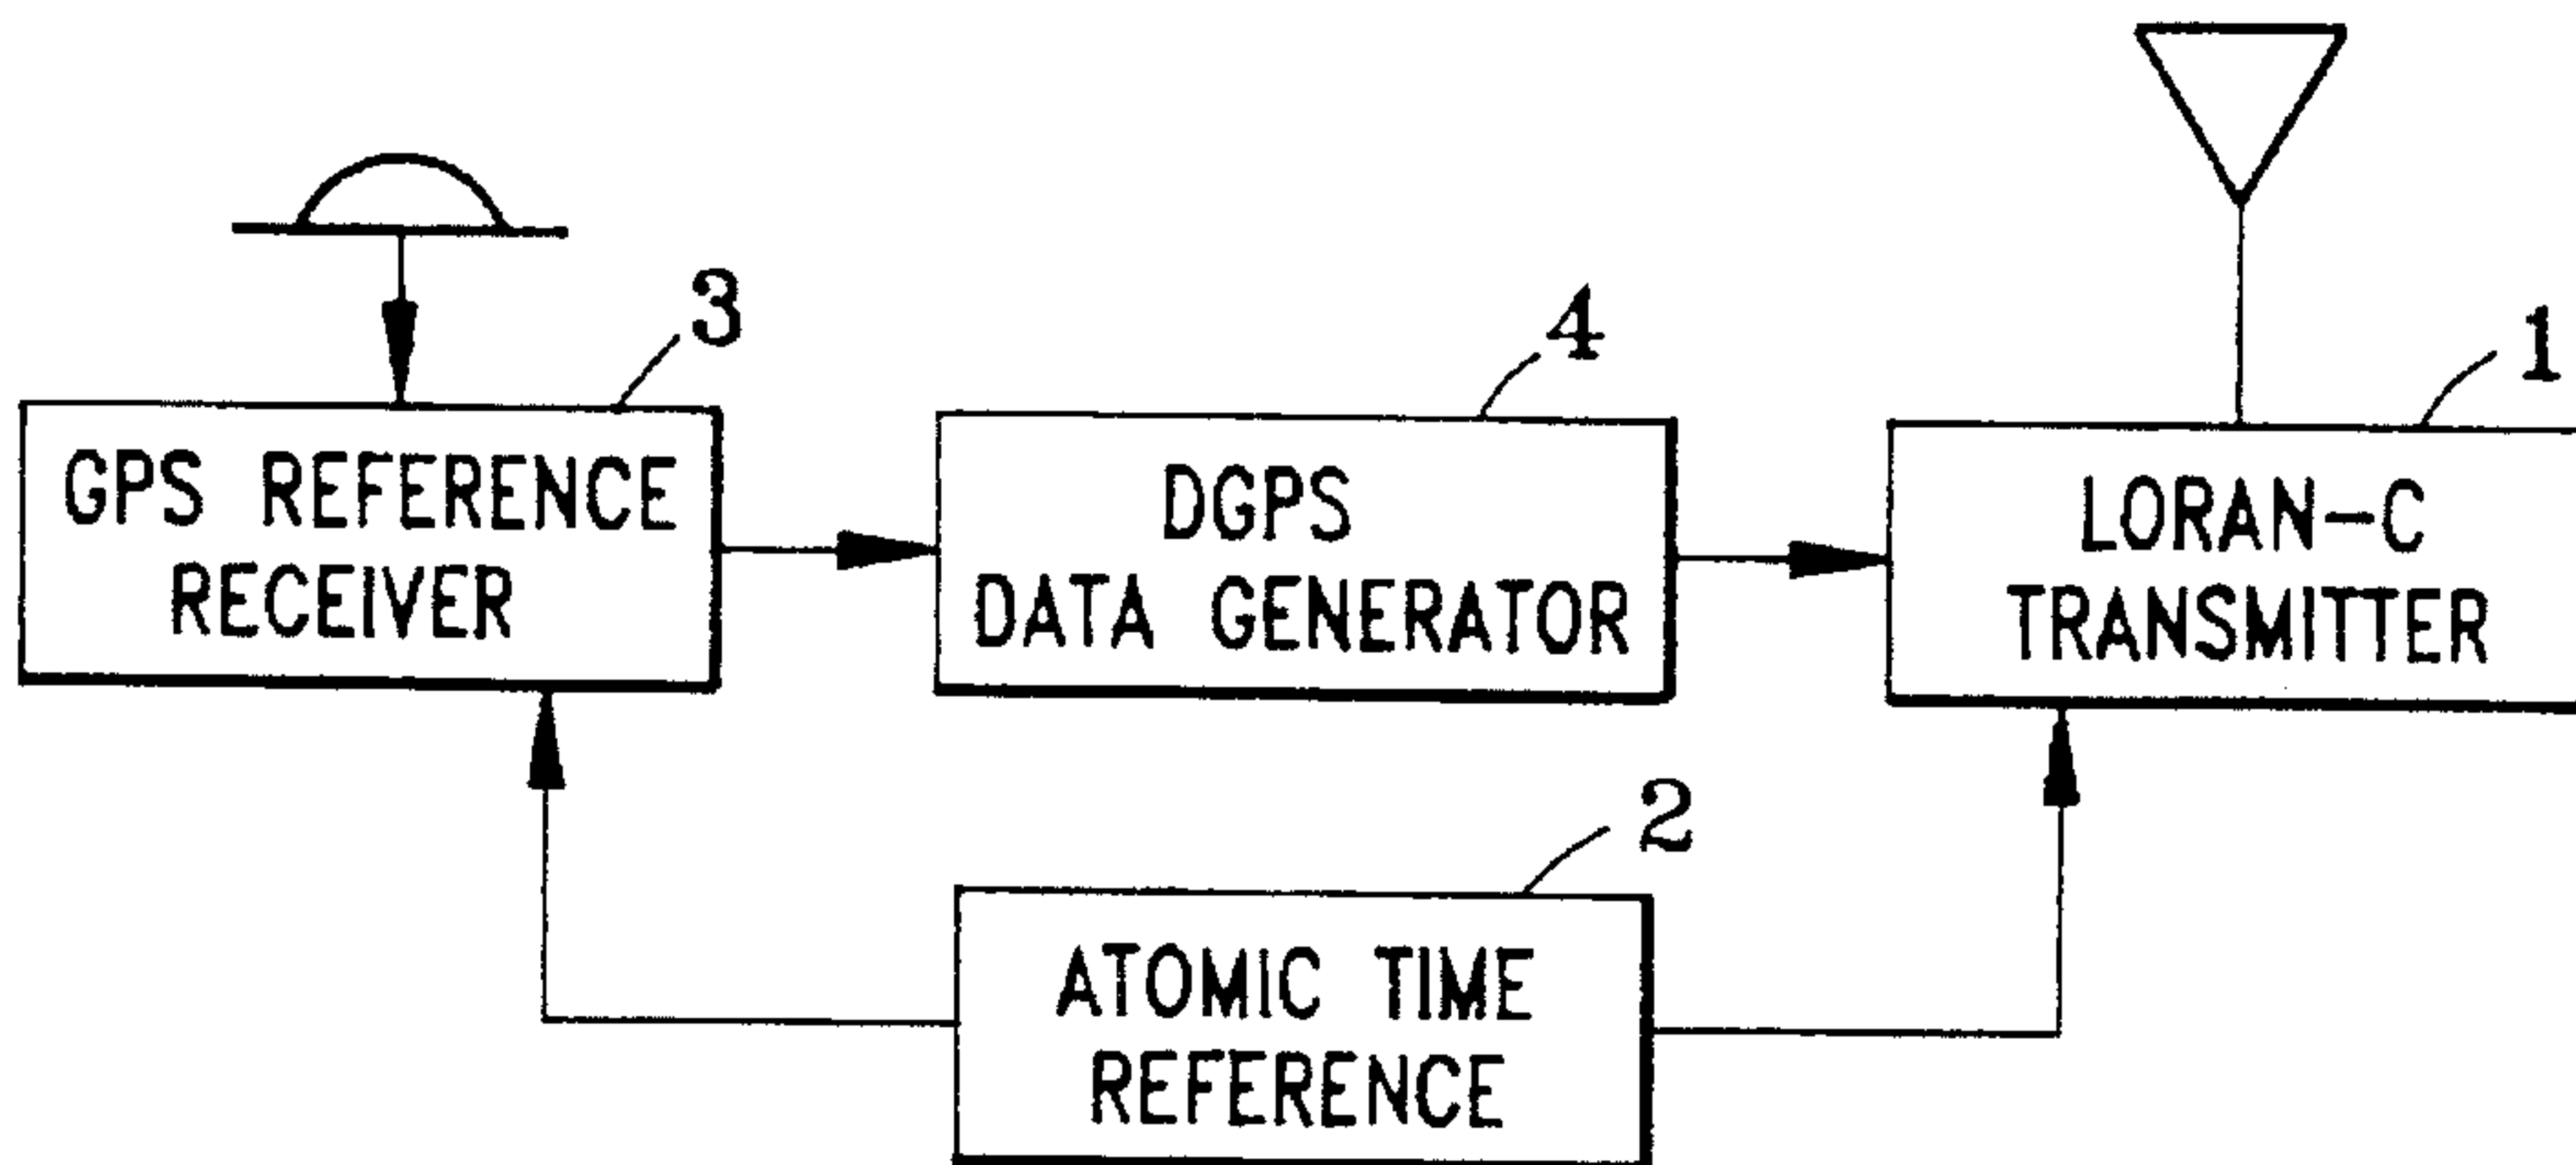 3
4
1
GPS REFERENCE
RECEIVER
DGPS
DATA GENERATOR
LORAN-C
TRANSMITTER
2
ATOMIC TIME
REFERENCE